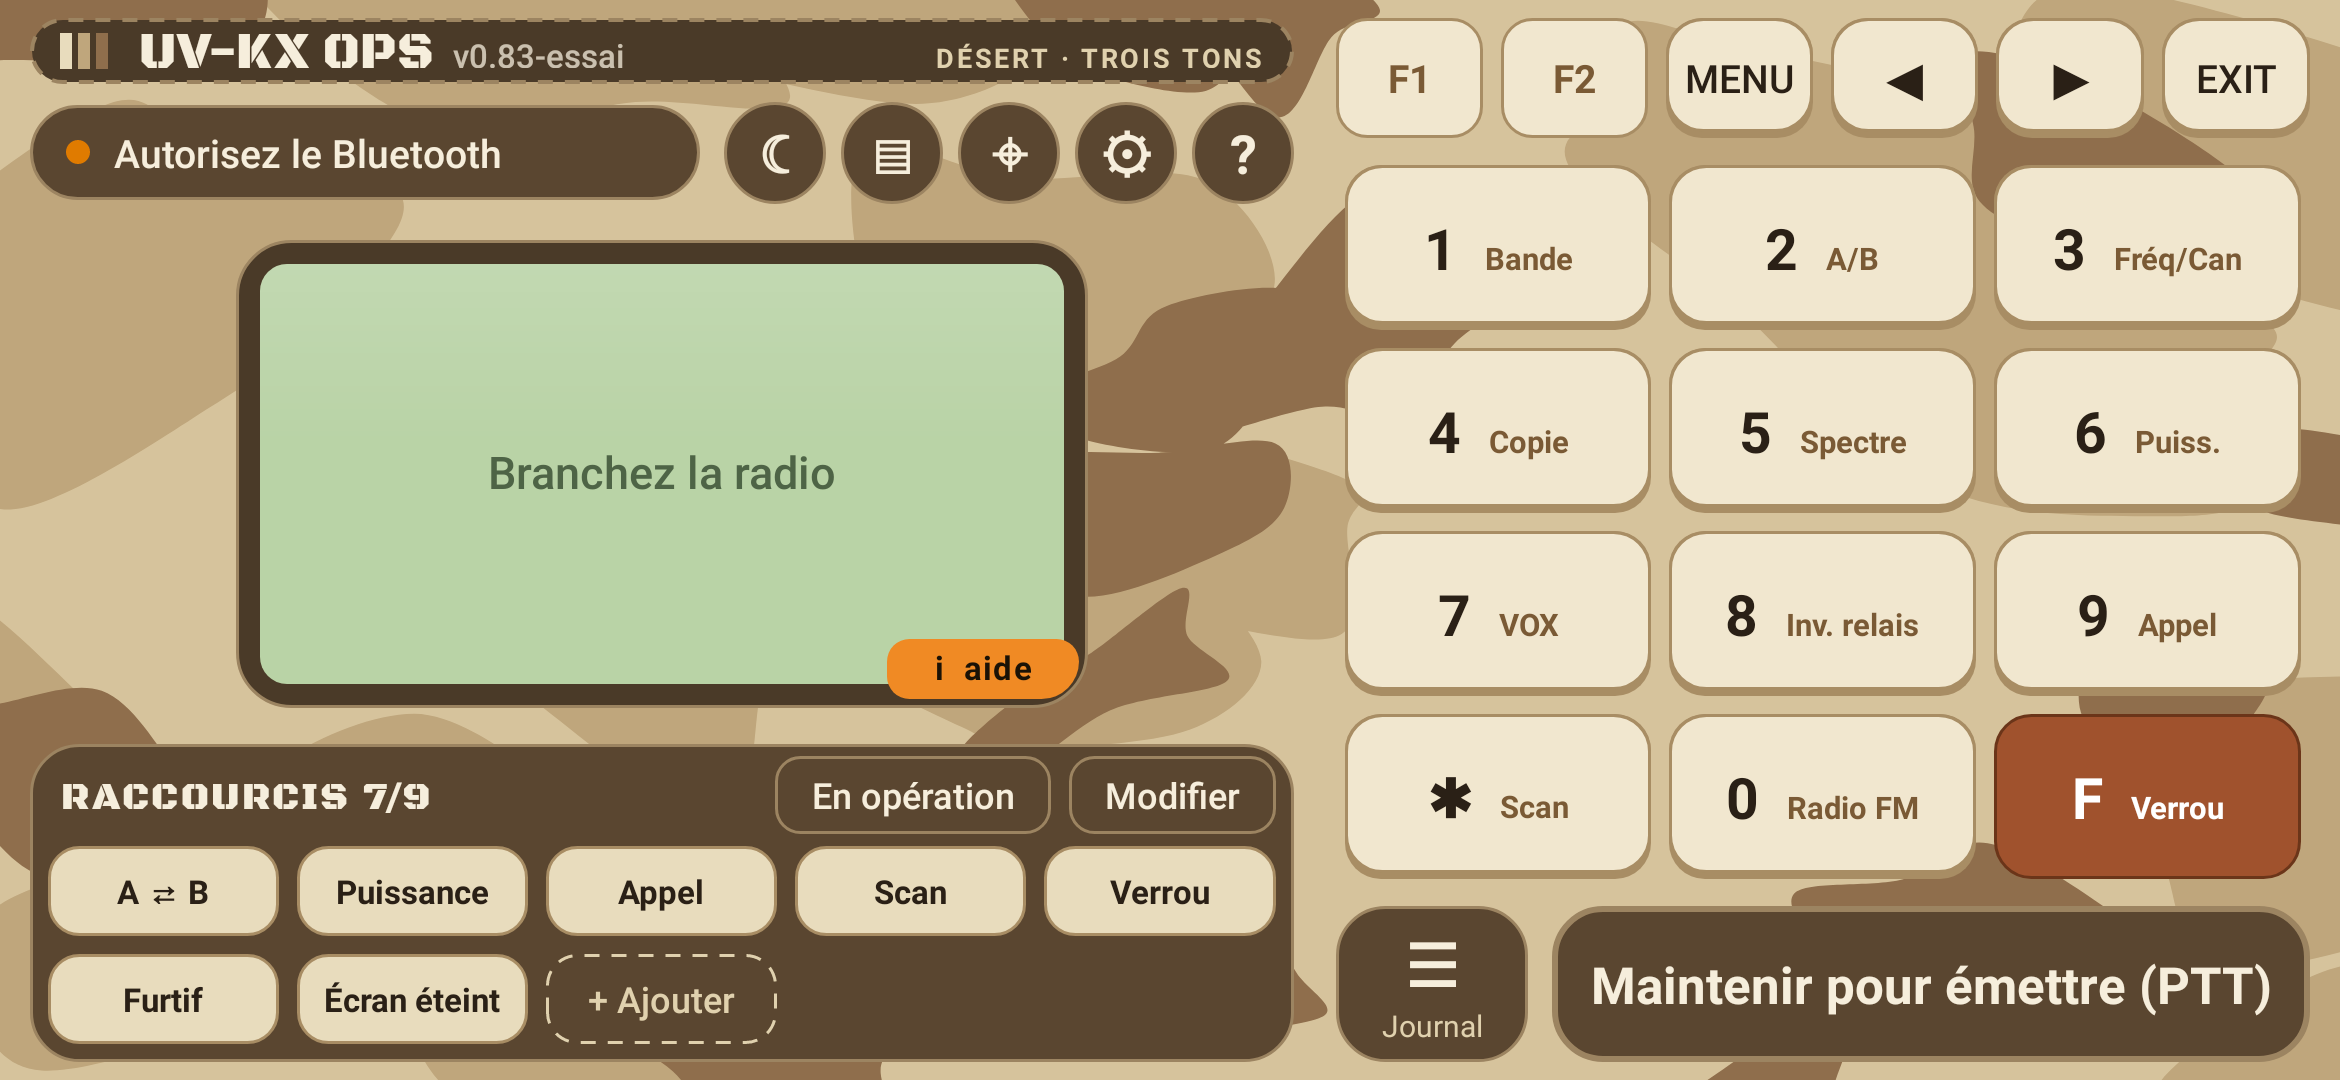 UV-KX OPS v0.83-essai DÉSERT · TROIS TONS
Autorisez le Bluetooth
?
Branchez la radio
i aide
RACCOURCIS 7/9
En opération
Modifier
A ⇄ B
Puissance
Appel
Scan
Verrou
Furtif
Écran éteint
+ Ajouter
F1
F2
MENU
◀
▶
EXIT
1 Bande
2 A/B
3 Fréq/Can
4 Copie
5 Spectre
6 Puiss.
7 VOX
8 Inv. relais
9 Appel
✱ Scan
0 Radio FM
F Verrou
Journal
Maintenir pour émettre (PTT)